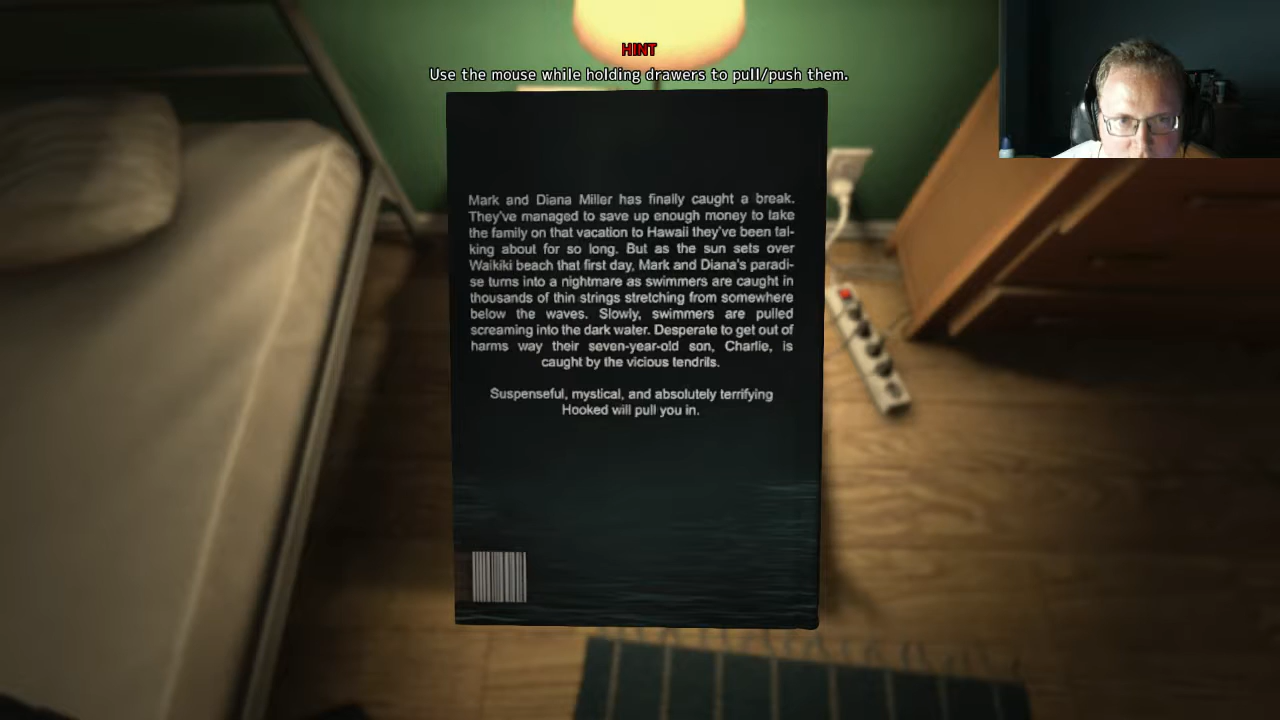 HINT
Use the mouse while holding drawers to pull/push them.
Mark and Diana Miller has finally caught a break.
They've managed to save up enough money to take
the family on that vacation to Hawaii they've been tal-
king about for so long. But as the sun sets over
Waikiki beach that first day, Mark and Diana's paradi-
se turns into a nightmare as swimmers are caught in
thousands of thin strings stretching from somewhere
below the waves. Slowly, swimmers are pulled
screaming into the dark water. Desperate to get out of
harms way their seven-year-old son, Charlie, is
caught by the vicious tendrils.
Suspenseful, mystical, and absolutely terrifying
Hooked will pull you in.